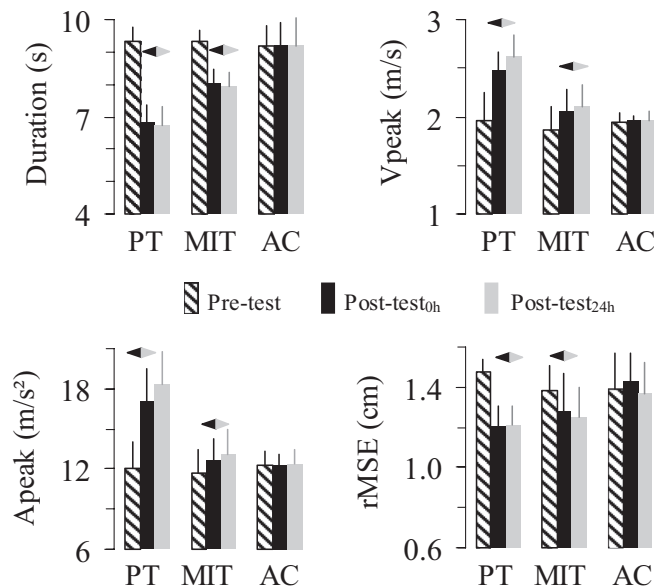 Duration (s)
10
7
4
PT MIT AC
Vpeak (m/s)
3
2
1
PT MIT AC
Pre-test Post-test0h Post-test24h
Apeak (m/s²)
18
12
6
PT MIT AC
rMSE (cm)
1.4
1.0
0.6
PT MIT AC